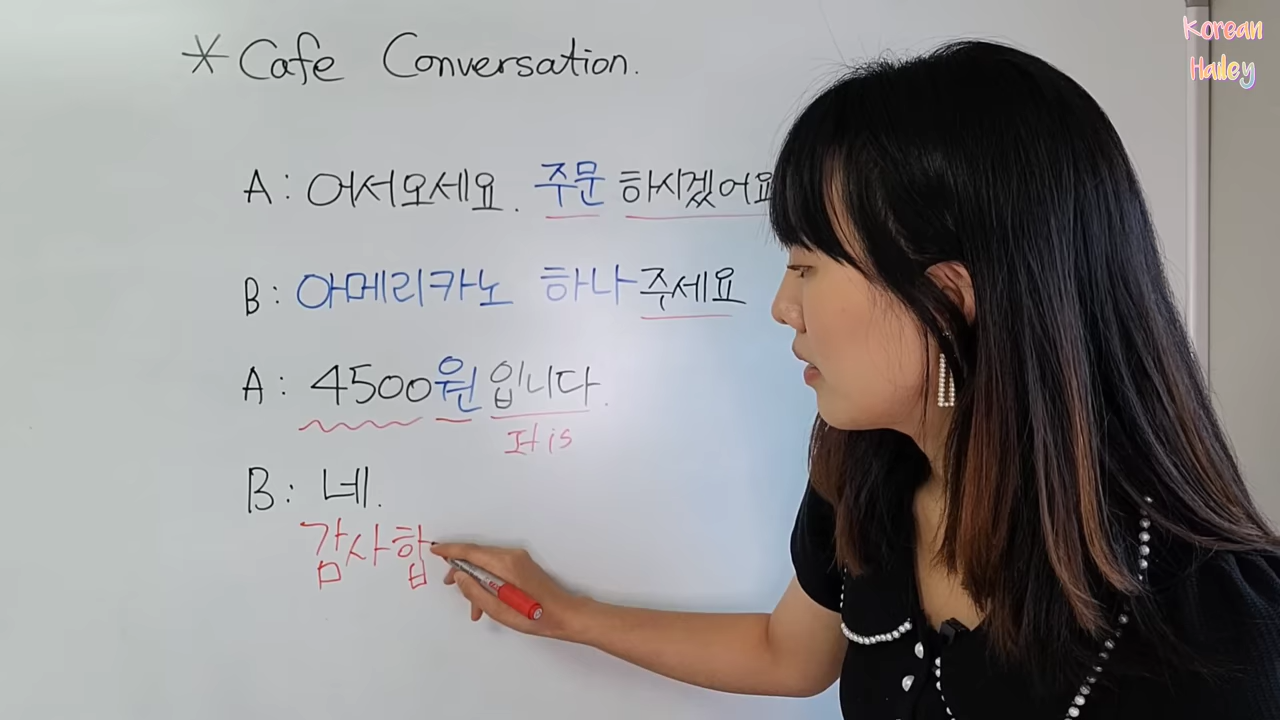 * Cafe Conversation.
A : 어서오세요. 주문 하시겠어요
B : 아메리카노 하나주세요
A : 4500원입니다.
It is
B : 네.
감사합
Korean
Hailey